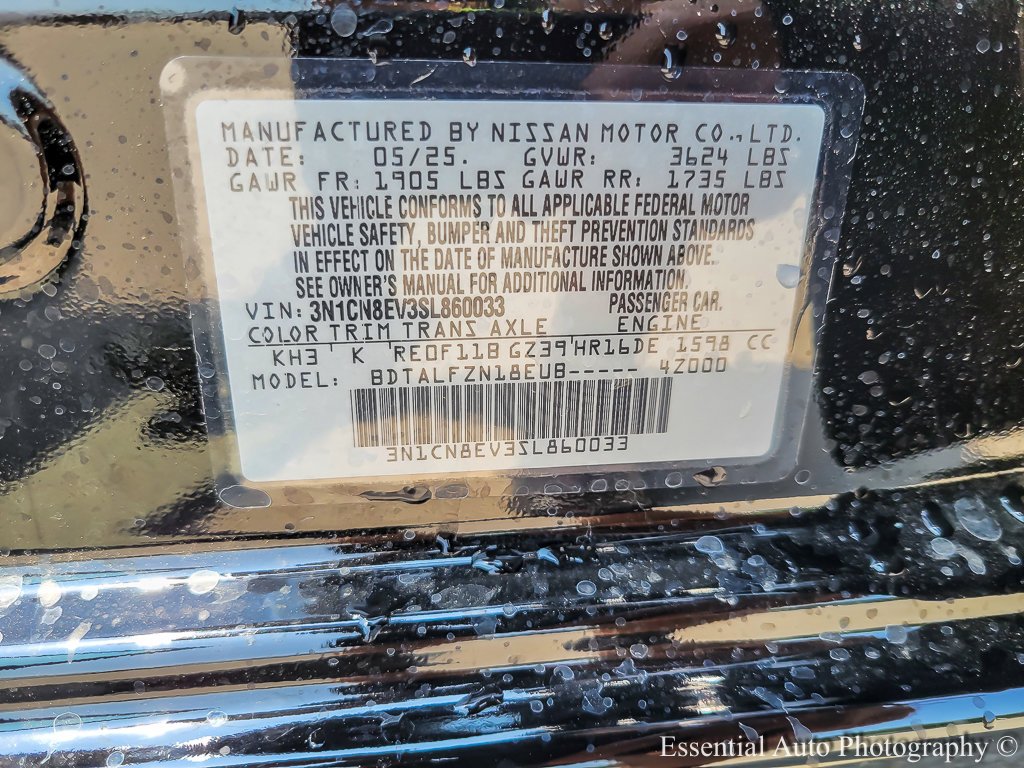 MANUFACTURED BY NISSAN MOTOR CO., LTD.
DATE: 05/25. GVWR: 3624 LBS
GAWR FR: 1905 LBS GAWR RR: 1735 LBS
THIS VEHICLE CONFORMS TO ALL APPLICABLE FEDERAL MOTOR
VEHICLE SAFETY, BUMPER AND THEFT PREVENTION STANDARDS
IN EFFECT ON THE DATE OF MANUFACTURE SHOWN ABOVE.
SEE OWNER'S MANUAL FOR ADDITIONAL INFORMATION.
VIN: 3N1CN8EV3SL860033 PASSENGER CAR.
COLOR TRIM TRANS AXLE ENGINE
KH3 K RE0F11B GZ39 HR16DE 1598 CC
MODEL: BDTALFZN18EUB----- 4Z000
3N1CN8EV3SL860033
Essential Auto Photography ©